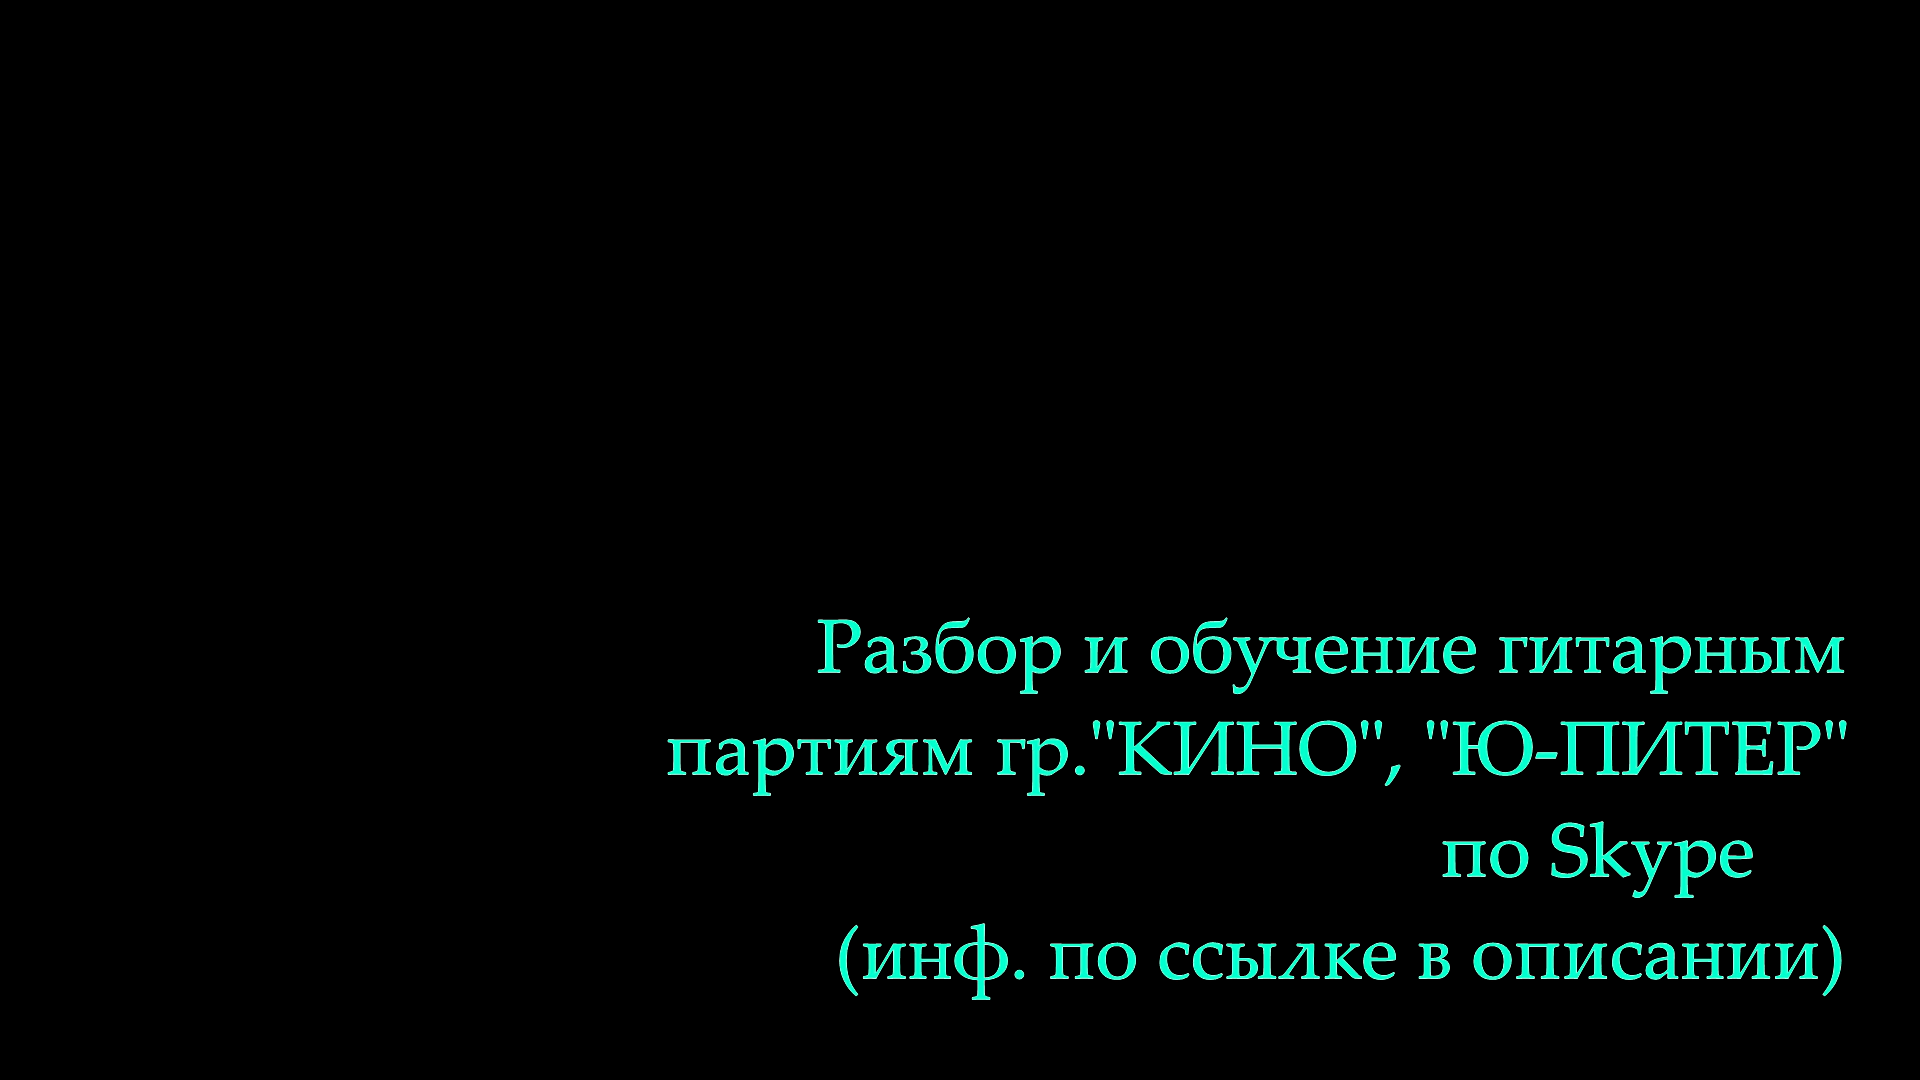 Разбор и обучение гитарным
партиям гр."КИНО", "Ю-ПИТЕР"
по Skype
(инф. по ссылке в описании)